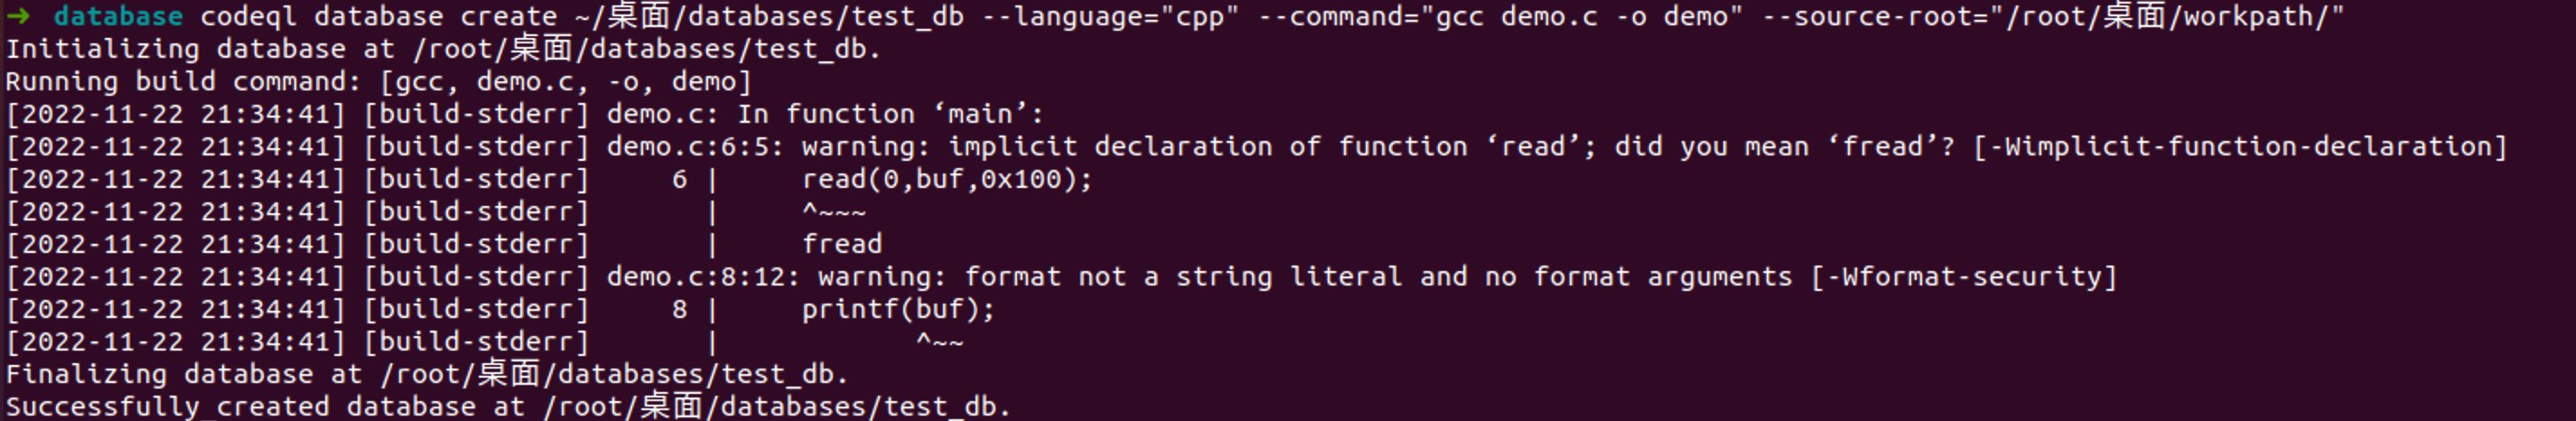 ➜ database codeql database create ~/桌面/databases/test_db --language="cpp" --command="gcc demo.c -o demo" --source-root="/root/桌面/workpath/"
Initializing database at /root/桌面/databases/test_db.
Running build command: [gcc, demo.c, -o, demo]
[2022-11-22 21:34:41] [build-stderr] demo.c: In function ‘main’:
[2022-11-22 21:34:41] [build-stderr] demo.c:6:5: warning: implicit declaration of function ‘read’; did you mean ‘fread’? [-Wimplicit-function-declaration]
[2022-11-22 21:34:41] [build-stderr]     6 |     read(0,buf,0x100);
[2022-11-22 21:34:41] [build-stderr]       |     ^~~~
[2022-11-22 21:34:41] [build-stderr]       |     fread
[2022-11-22 21:34:41] [build-stderr] demo.c:8:12: warning: format not a string literal and no format arguments [-Wformat-security]
[2022-11-22 21:34:41] [build-stderr]     8 |     printf(buf);
[2022-11-22 21:34:41] [build-stderr]       |            ^~~
Finalizing database at /root/桌面/databases/test_db.
Successfully created database at /root/桌面/databases/test_db.